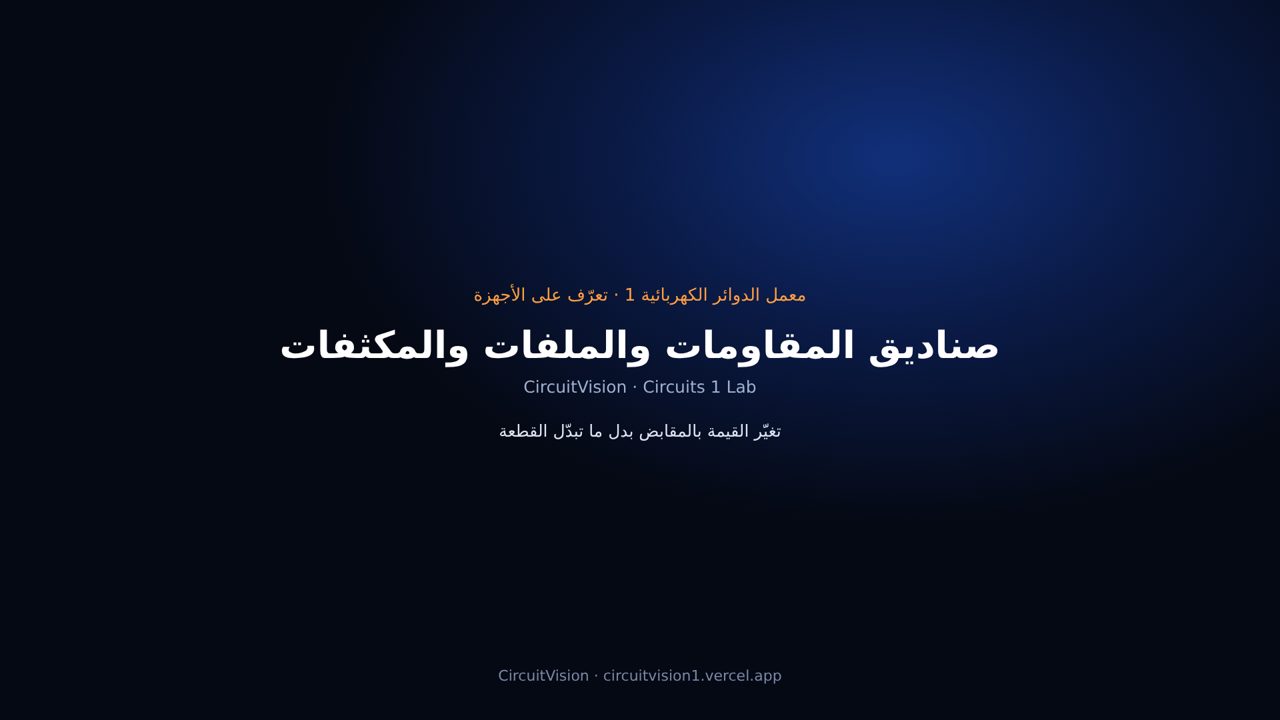 معمل الدوائر الكهربائية 1 · تعرّف على الأجهزة
صناديق المقاومات والملفات والمكثفات
CircuitVision · Circuits 1 Lab
تغيّر القيمة بالمقابض بدل ما تبدّل القطعة
CircuitVision · circuitvision1.vercel.app